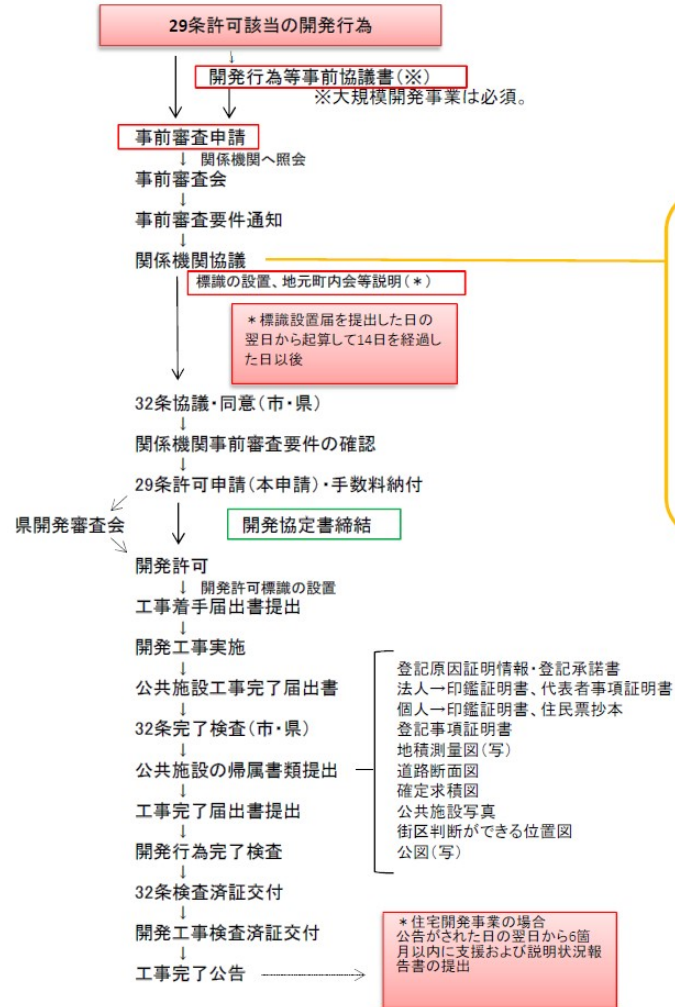 29条許可該当の開発行為
開発行為等事前協議書(※)
※大規模開発事業は必須。
事前審査申請
↓ 関係機関へ照会
事前審査会
↓
事前審査要件通知
↓
関係機関協議
標識の設置、地元町内会等説明(*)
*標識設置届を提出した日の
翌日から起算して14日を経過し
た日以後
32条協議・同意(市・県)
↓
関係機関事前審査要件の確認
↓
29条許可申請(本申請)・手数料納付
県開発審査会
開発協定書締結
開発許可
↓ 開発許可標識の設置
工事着手届出書提出
↓
開発工事実施
↓
公共施設工事完了届出書
↓
32条完了検査(市・県)
↓
公共施設の帰属書類提出
登記原因証明情報・登記承諾書
法人→印鑑証明書、代表者事項証明書
個人→印鑑証明書、住民票抄本
登記事項証明書
地積測量図(写)
道路断面図
確定求積図
公共施設写真
街区判断ができる位置図
公図(写)
↓
工事完了届出書提出
↓
開発行為完了検査
↓
32条検査済証交付
↓
開発工事検査済証交付
↓
工事完了公告
*住宅開発事業の場合
公告がされた日の翌日から6箇
月以内に支援および説明状況報
告書の提出